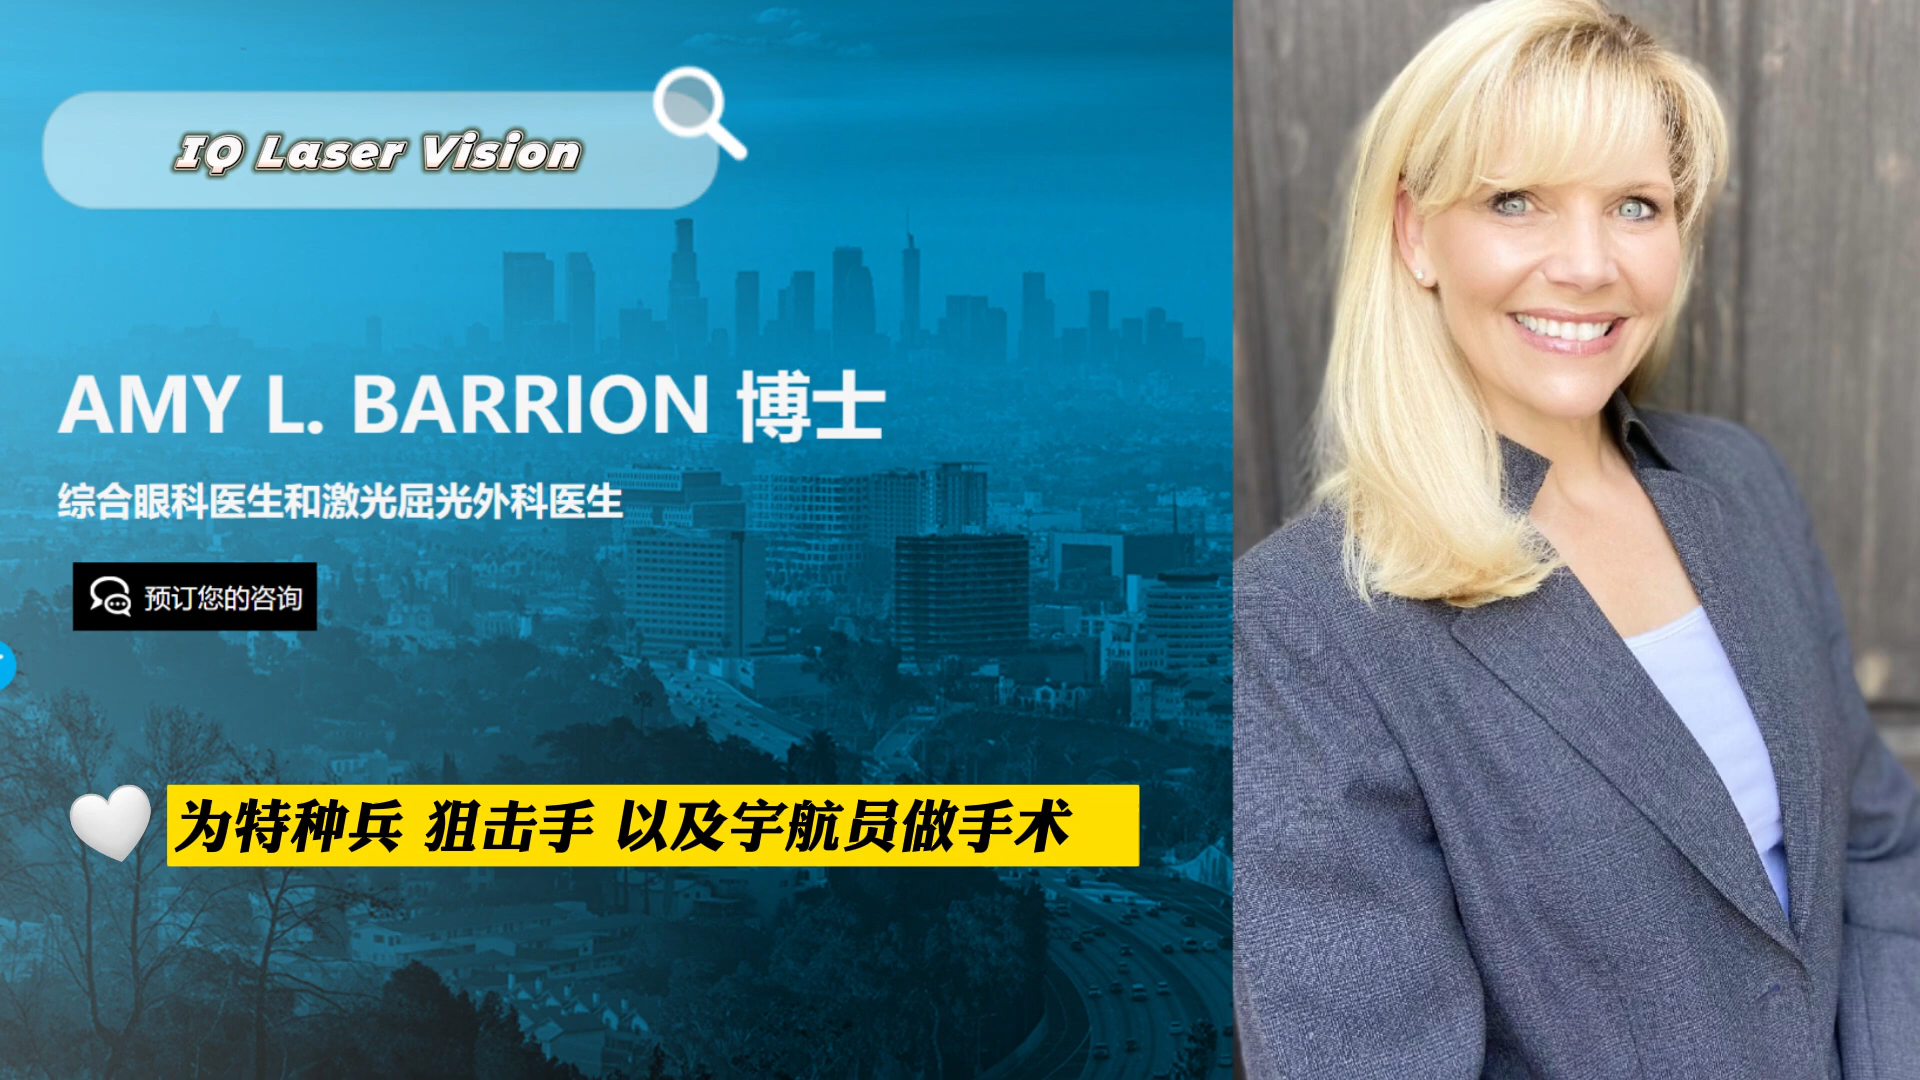 IQ Laser Vision
AMY L. BARRION 博士
综合眼科医生和激光屈光外科医生
预订您的咨询
为特种兵 狙击手 以及宇航员做手术